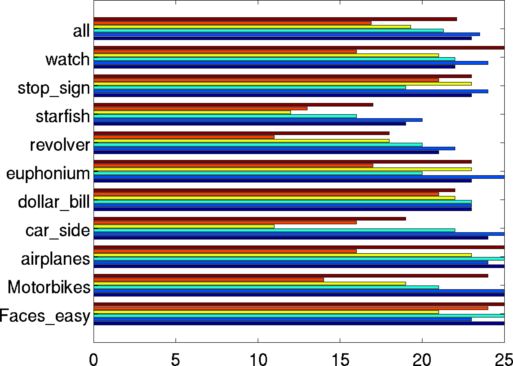 all
watch
stop_sign
starfish
revolver
euphonium
dollar_bill
car_side
airplanes
Motorbikes
Faces_easy
0 5 10 15 20 25